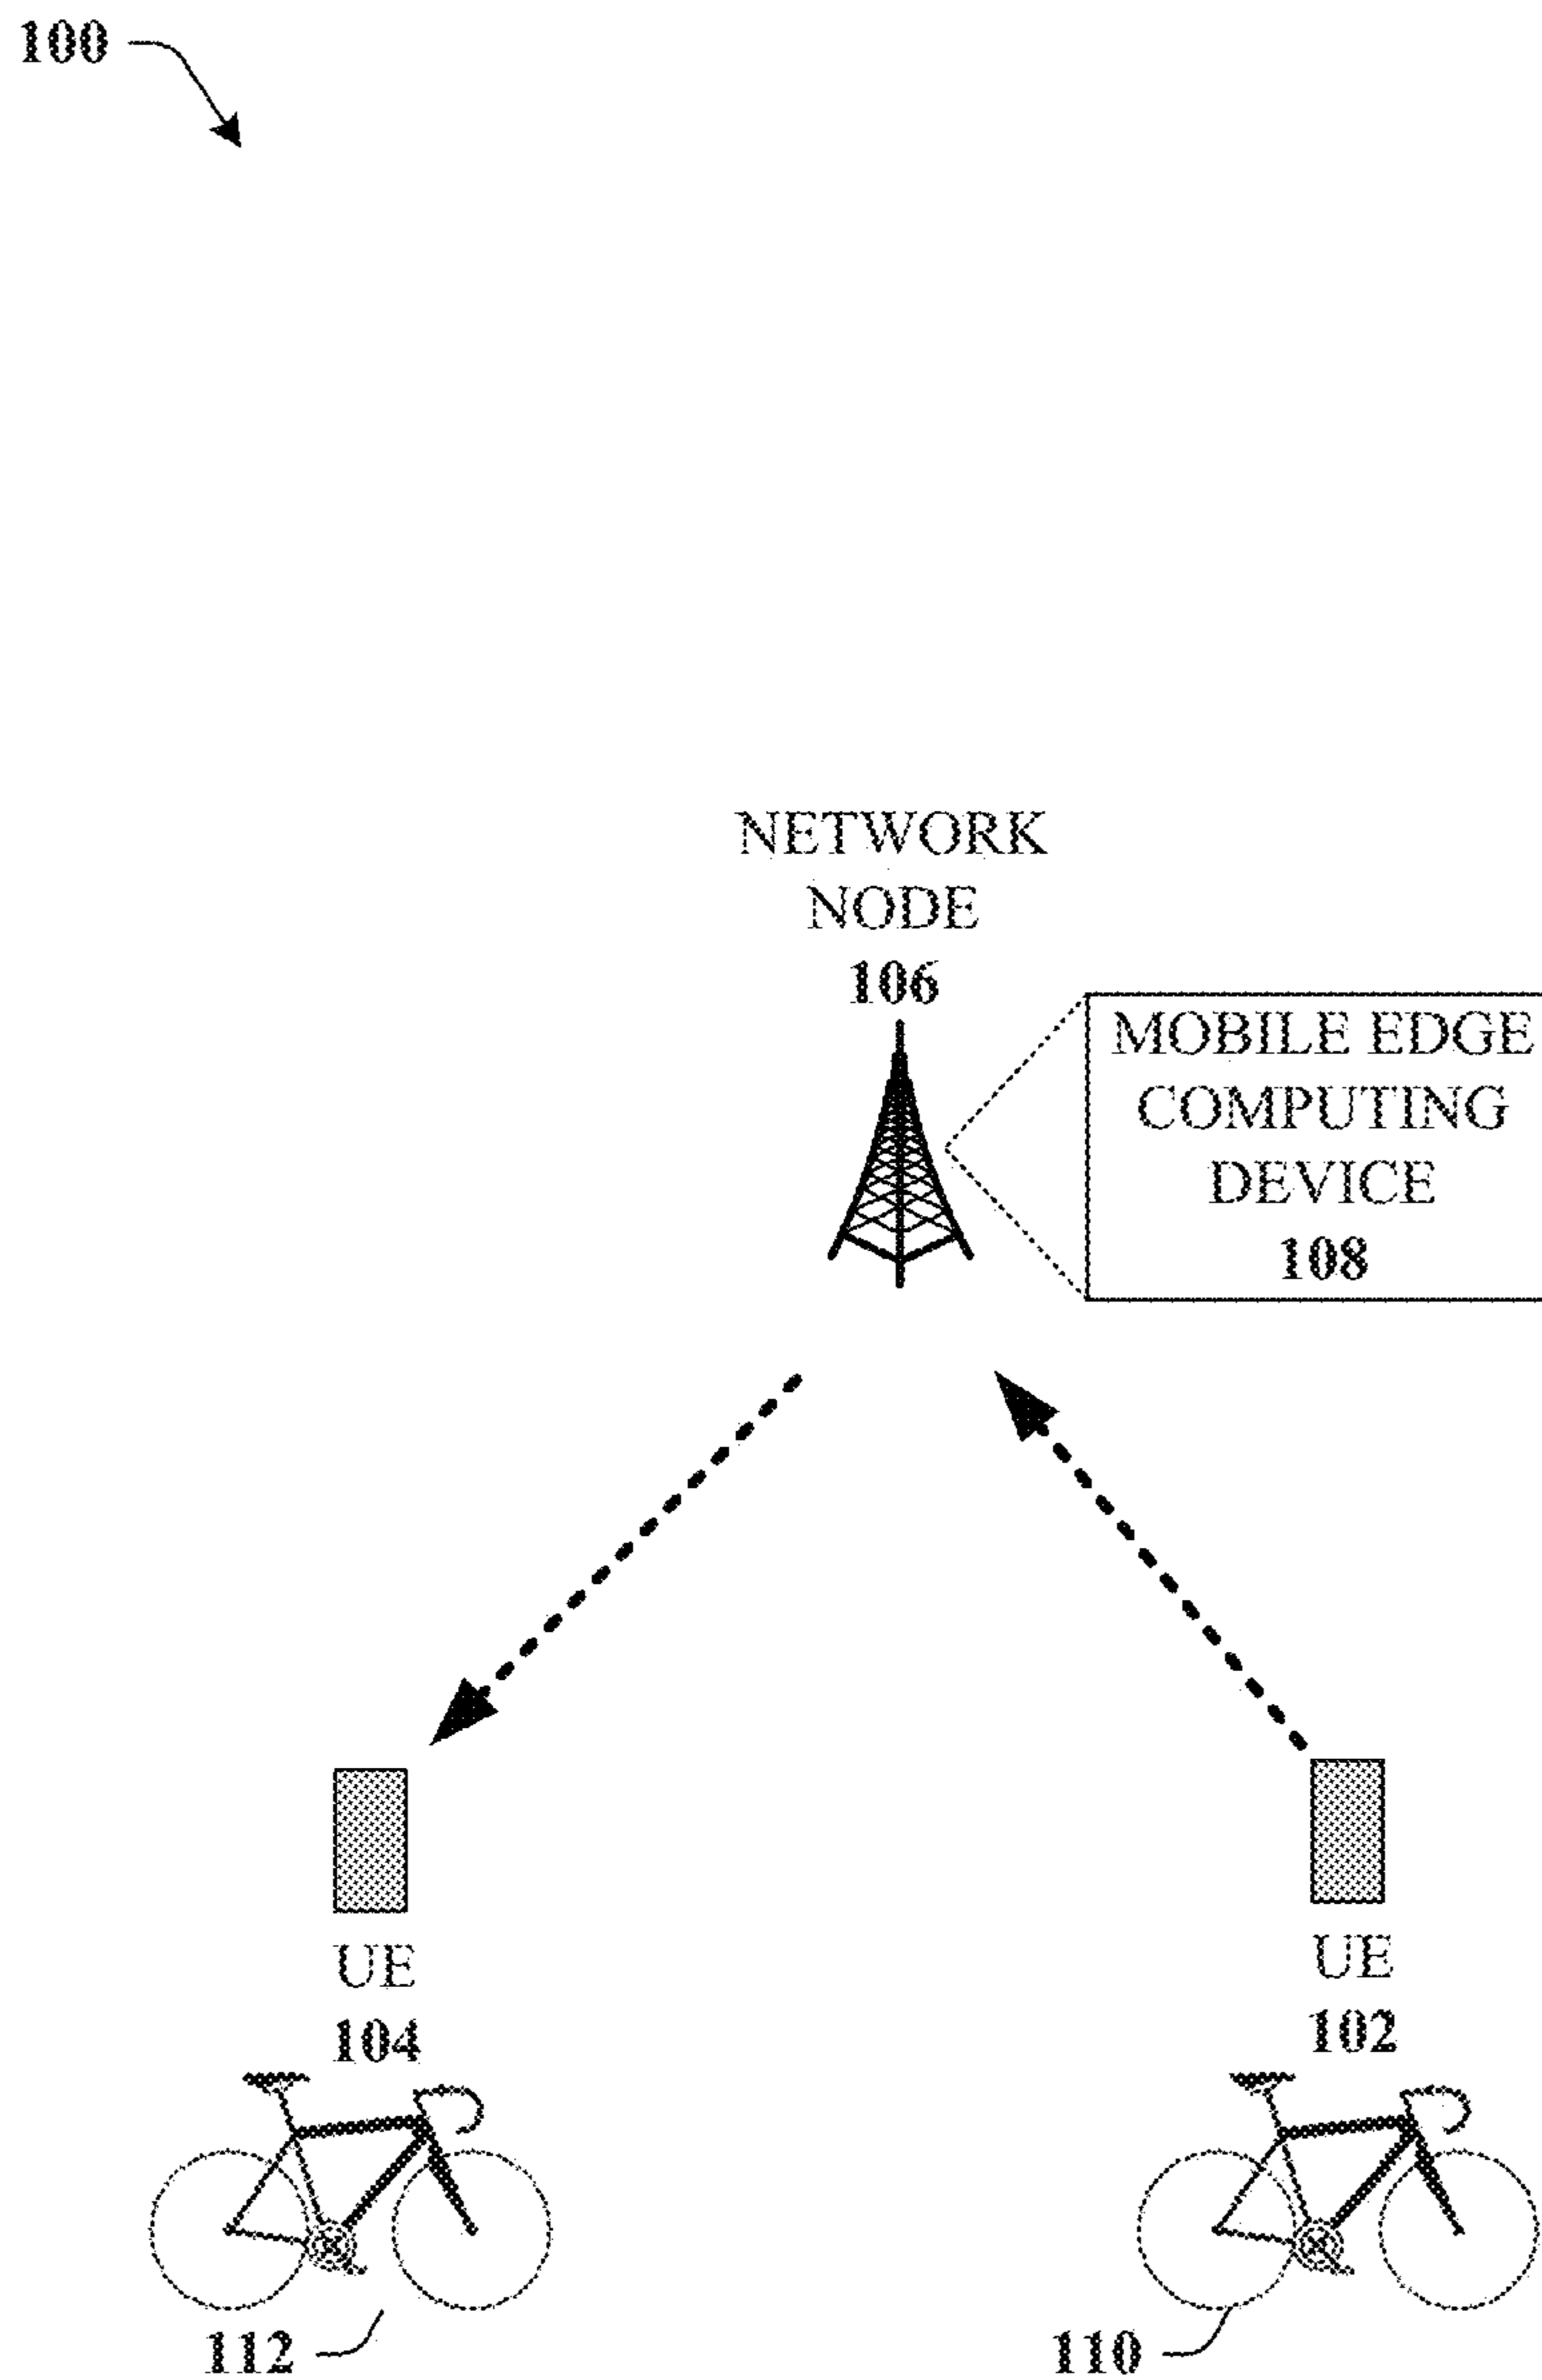 100
NETWORK
NODE
106
MOBILE EDGE
COMPUTING
DEVICE
108
UE
104
UE
102
112
110